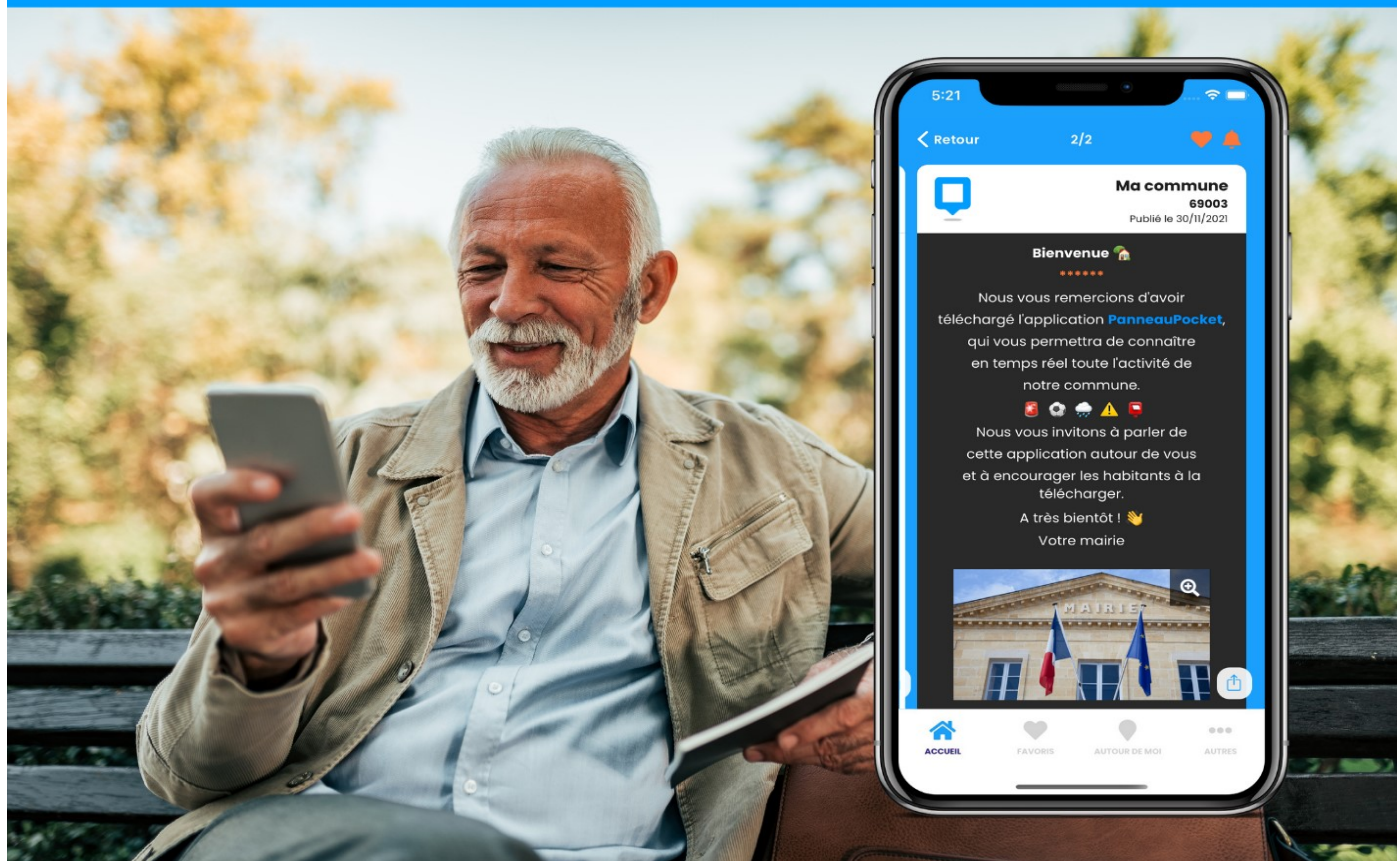 5:21
Retour
2/2
Ma commune
69003
Publié le 30/11/2021
Bienvenue
******
Nous vous remercions d'avoir
téléchargé l'application PanneauPocket,
qui vous permettra de connaître
en temps réel toute l'activité de
notre commune.
Nous vous invitons à parler de
cette application autour de vous
et à encourager les habitants à la
télécharger.
A très bientôt !
Votre mairie
MAIRIE
ACCUEIL
FAVORIS
AUTOUR DE MOI
AUTRES